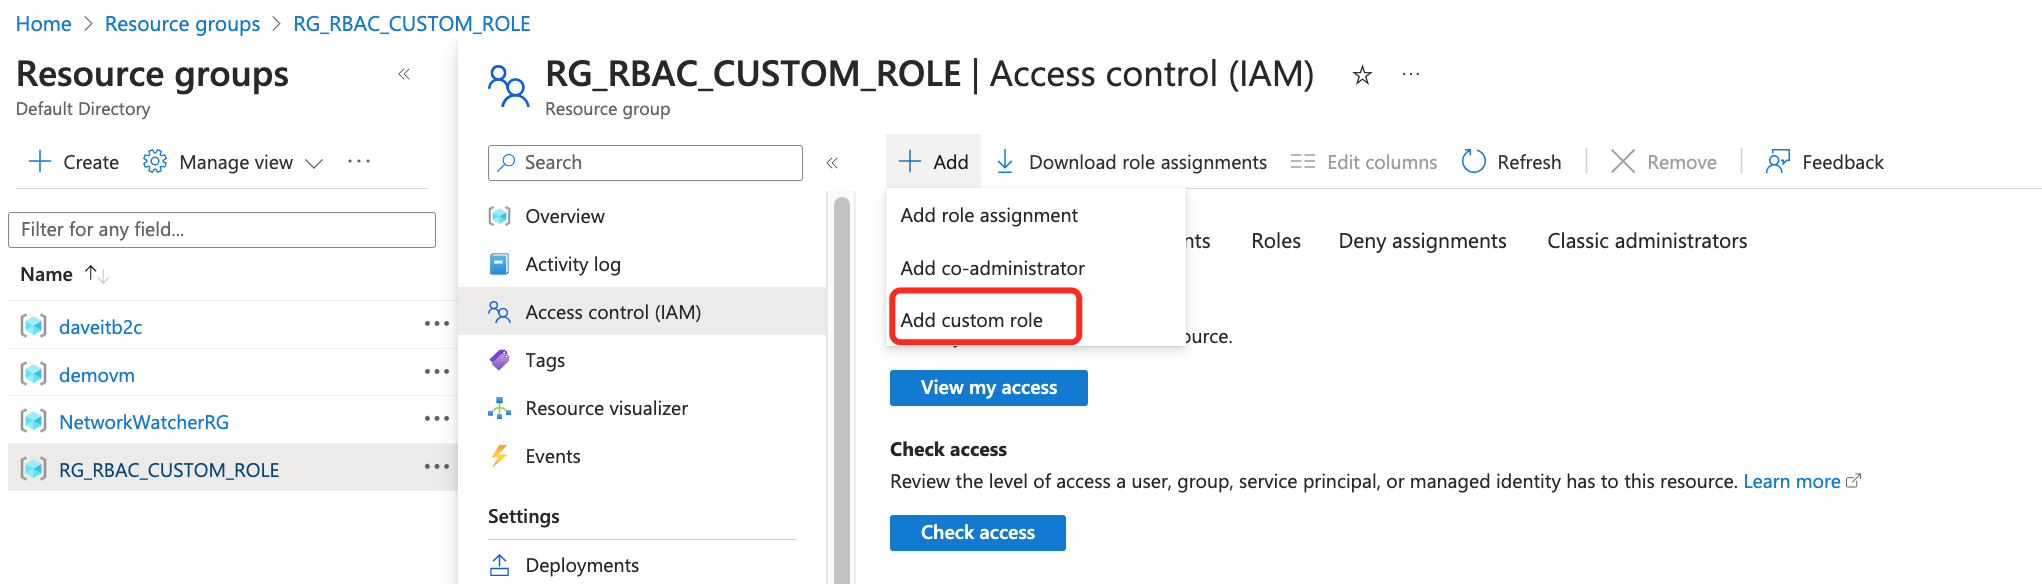 Home > Resource groups > RG_RBAC_CUSTOM_ROLE
Resource groups «
Default Directory
+ Create Manage view ...
Filter for any field...
Name ↑↓
daveitb2c ...
demovm ...
NetworkWatcherRG ...
RG_RBAC_CUSTOM_ROLE ...
RG_RBAC_CUSTOM_ROLE | Access control (IAM) ☆ ...
Resource group
Search «
Overview
Activity log
Access control (IAM)
Tags
Resource visualizer
Events
Settings
Deployments
+ Add Download role assignments Edit columns Refresh Remove Feedback
Add role assignment
Add co-administrator
Add custom role
nts Roles Deny assignments Classic administrators
ource.
View my access
Check access
Review the level of access a user, group, service principal, or managed identity has to this resource. Learn more
Check access